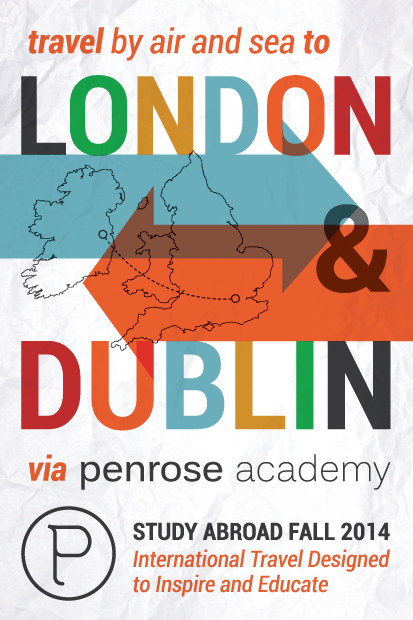 travel by air and sea to
LONDON
&
DUBLIN
via penrose academy
P
STUDY ABROAD FALL 2014
International Travel Designed
to Inspire and Educate